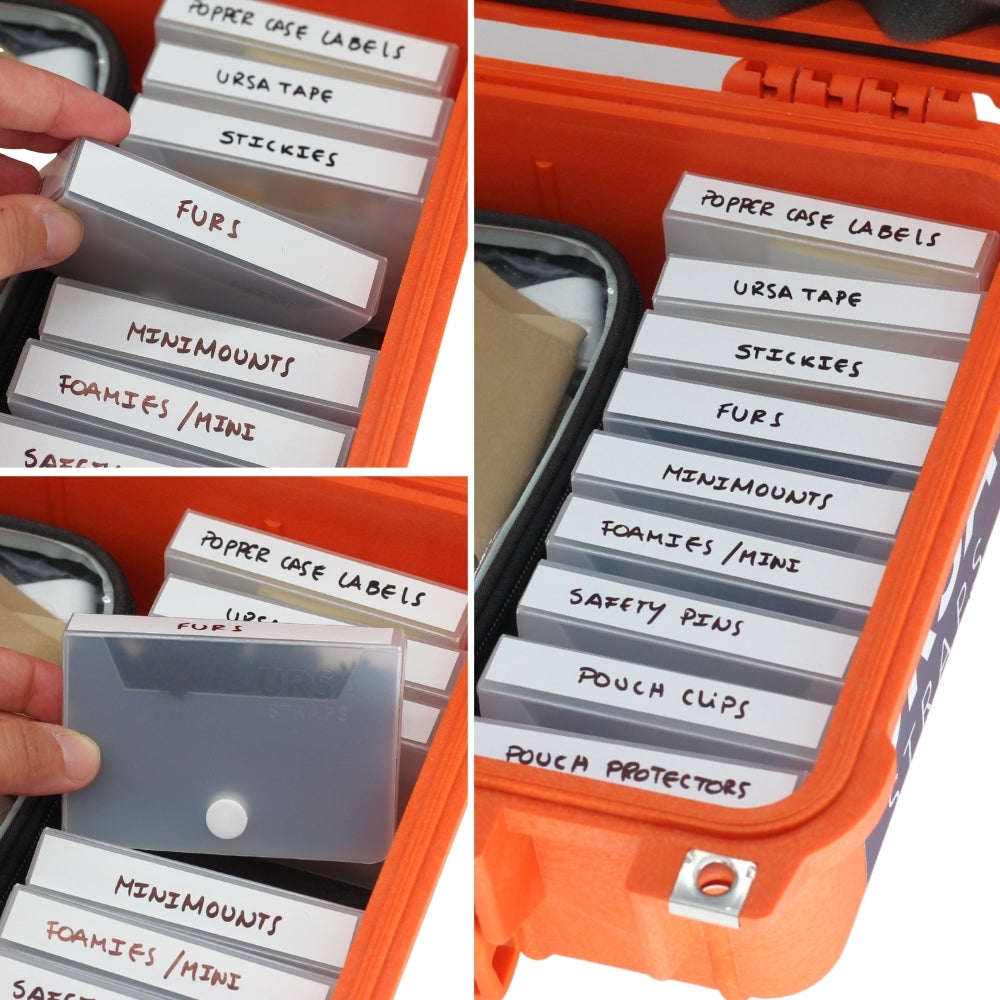 POPPER CASE LABELS
URSA TAPE
STICKIES
FURS
MINIMOUNTS
FOAMIES /MINI
POPPER CASE LABELS
URSA TAPE
STICKIES
FURS
MINIMOUNTS
FOAMIES /MINI
SAFETY PINS
POUCH CLIPS
POUCH PROTECTORS
STRAPS
POPPER CASE LABELS
FURS
URSA
STRAPS
MINIMOUNTS
FOAMIES /MINI